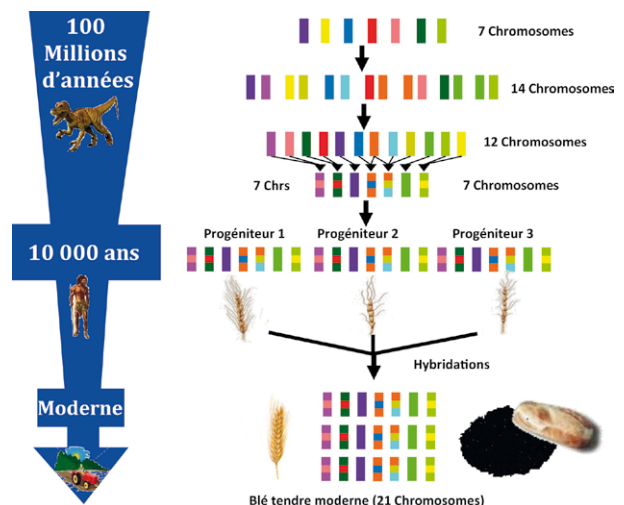 100
Millions
d'années
10 000 ans
Moderne
7 Chromosomes
14 Chromosomes
12 Chromosomes
7 Chrs
7 Chromosomes
Progéniteur 1
Progéniteur 2
Progéniteur 3
Hybridations
Blé tendre moderne (21 Chromosomes)